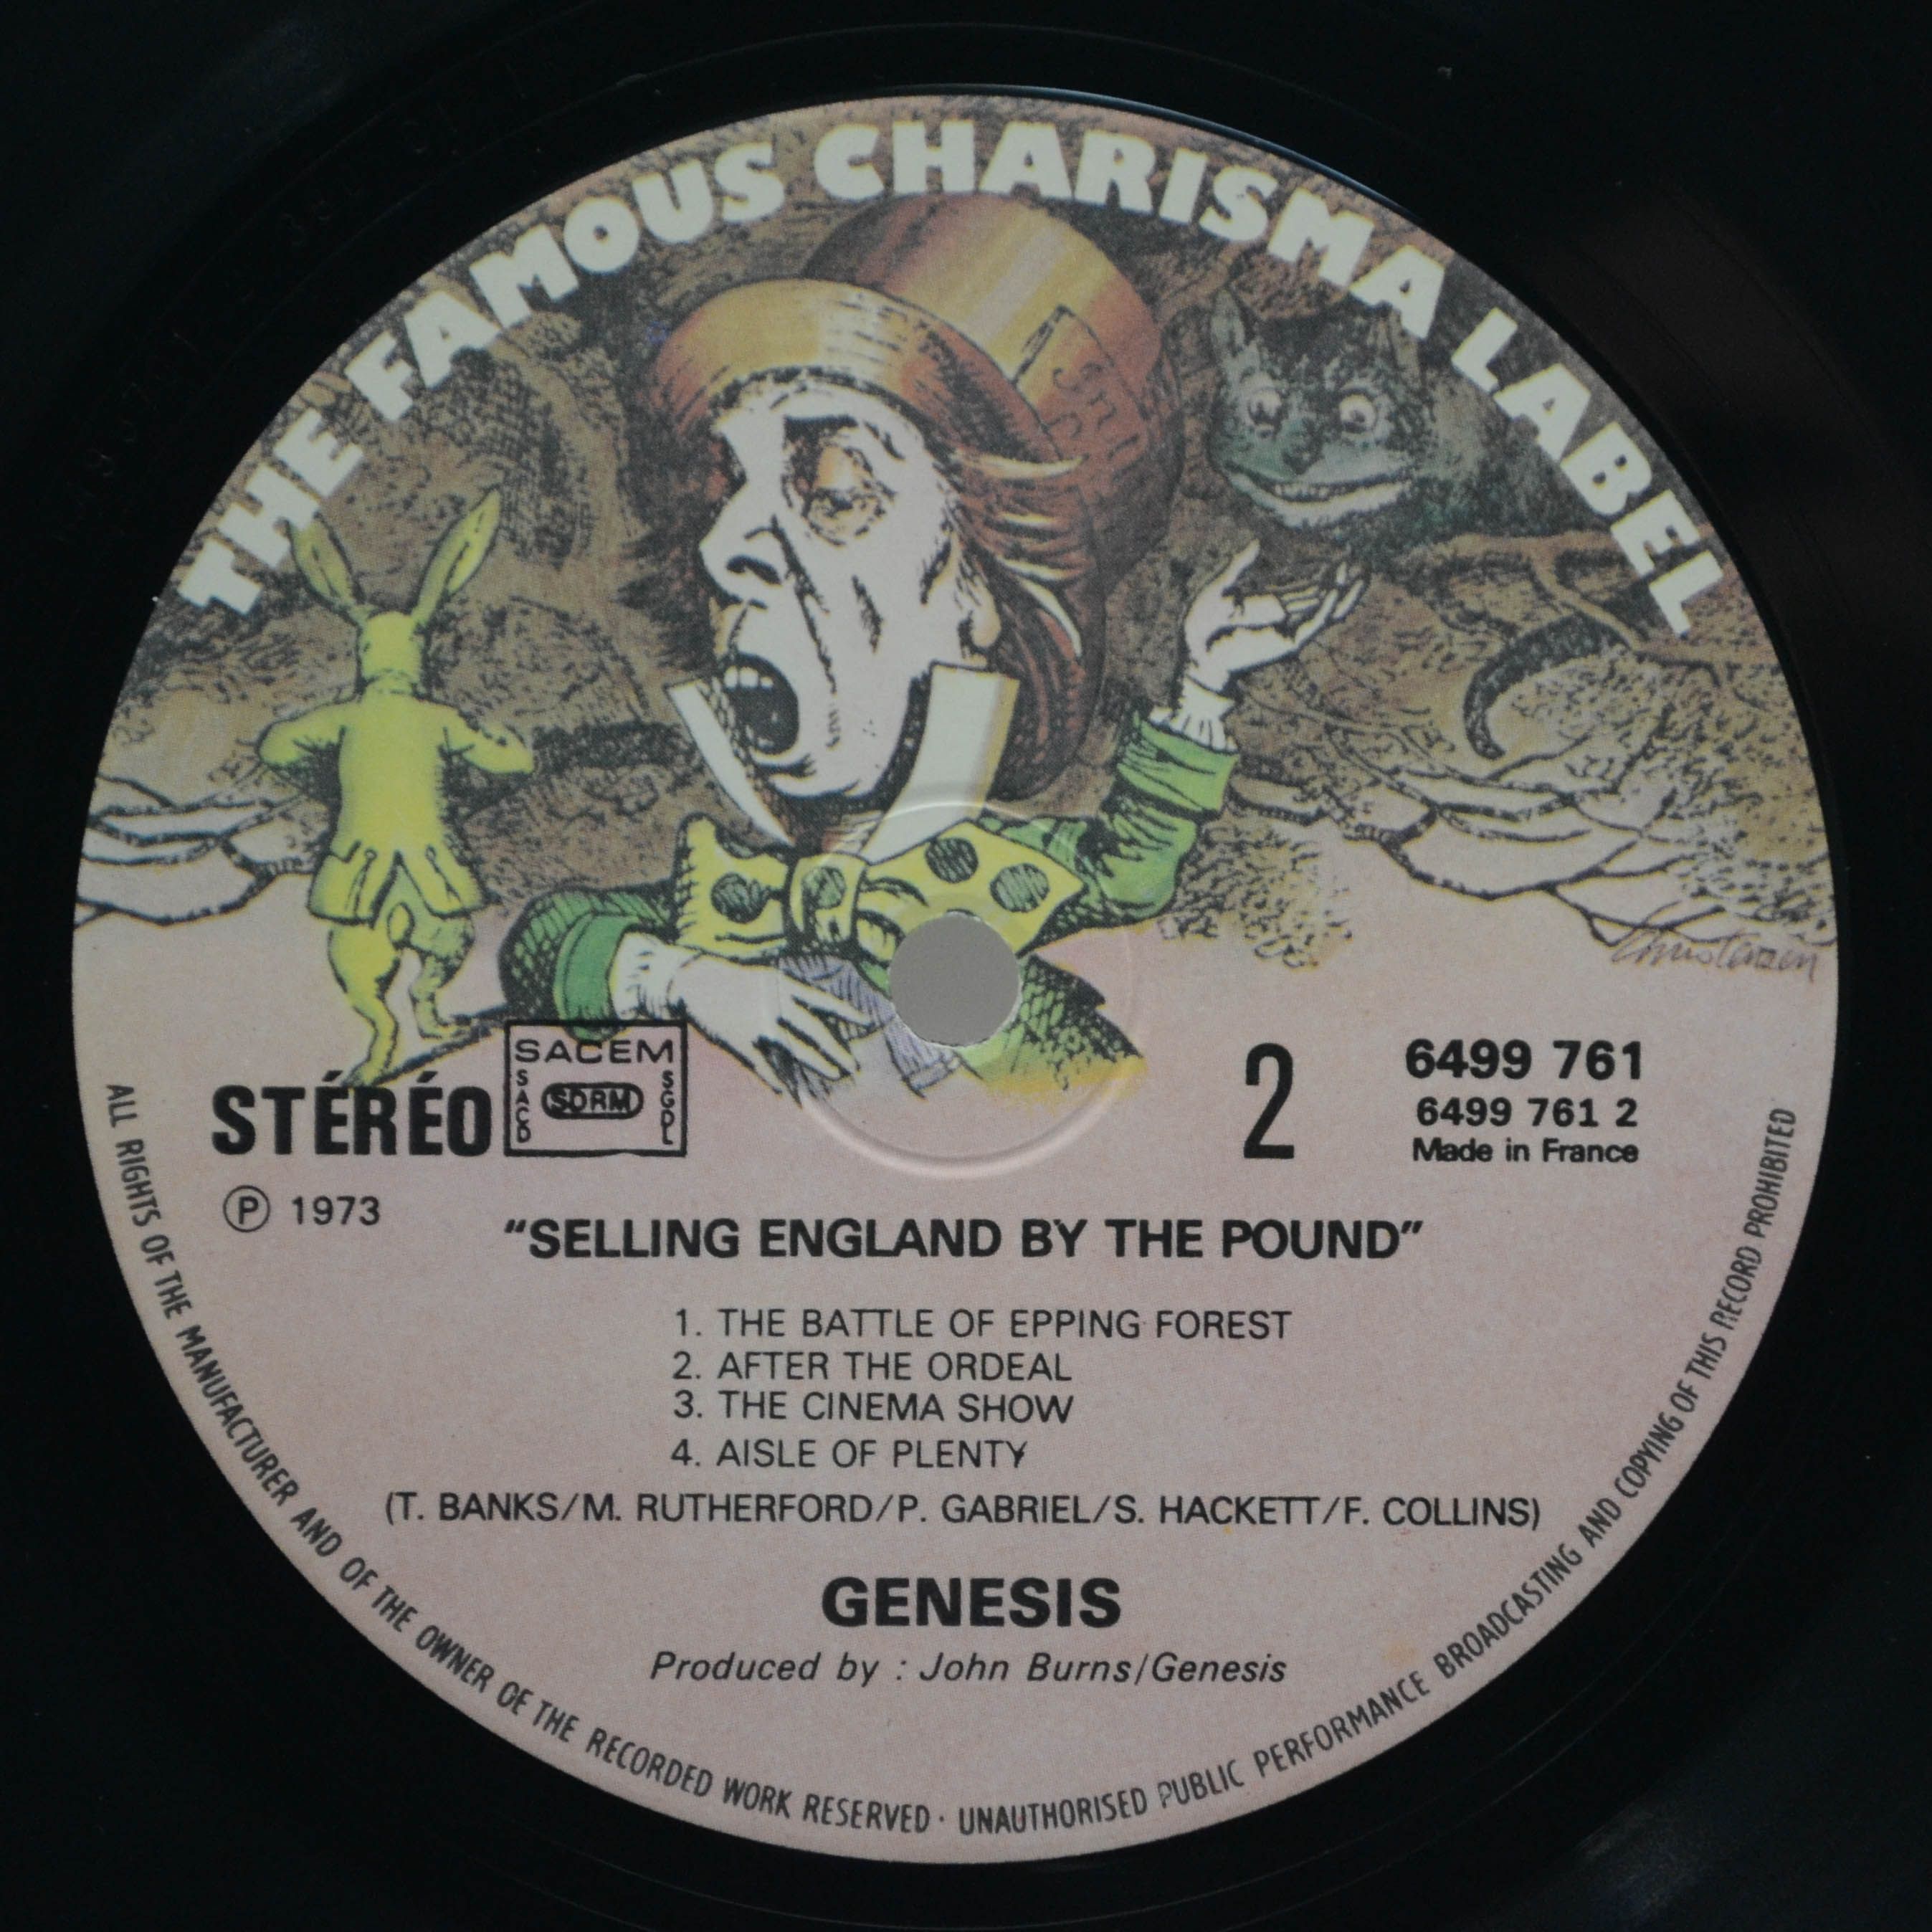 THE FAMOUS CHARISMA LABEL
STÉRÉO
SACEM
SACD
SDRM
SGDL
2
6499 761
6499 761 2
Made in France
Ⓟ 1973
“SELLING ENGLAND BY THE POUND”
1. THE BATTLE OF EPPING FOREST
2. AFTER THE ORDEAL
3. THE CINEMA SHOW
4. AISLE OF PLENTY
(T. BANKS/M. RUTHERFORD/P. GABRIEL/S. HACKETT/F. COLLINS)
GENESIS
Produced by : John Burns/Genesis
ALL RIGHTS OF THE MANUFACTURER AND OF THE OWNER OF THE RECORDED WORK RESERVED · UNAUTHORISED PUBLIC PERFORMANCE BROADCASTING AND COPYING OF THIS RECORD PROHIBITED